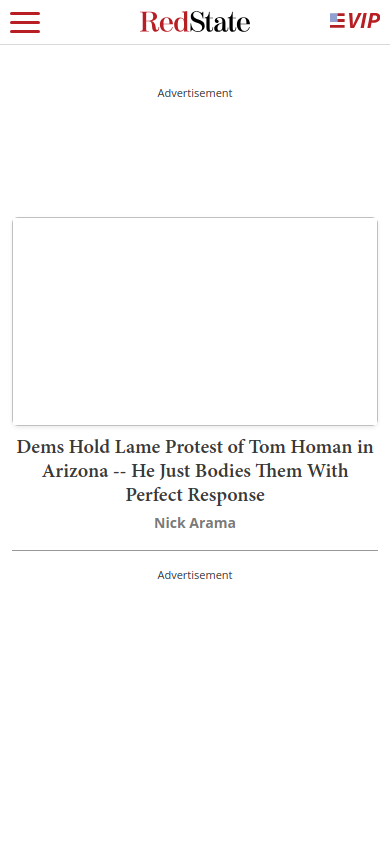 RedState
VIP
Advertisement
Dems Hold Lame Protest of Tom Homan in
Arizona -- He Just Bodies Them With
Perfect Response
Nick Arama
Advertisement